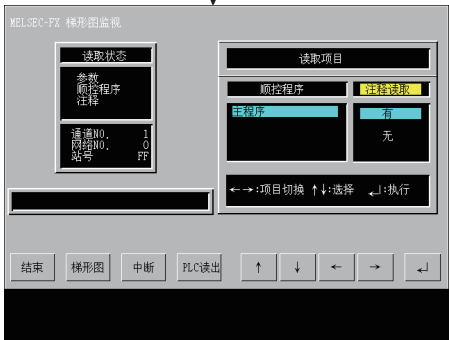 MELSEC-FX 梯形图监视
读取状态
参数
顺控程序
注释
通道NO. 1
网络NO. 0
站号 FF
读取项目
顺控程序
注释读取
主程序
有
无
←→:项目切换 ↑↓:选择 ↵:执行
结束 梯形图 中断 PLC读出 ↑ ↓ ← → ↵